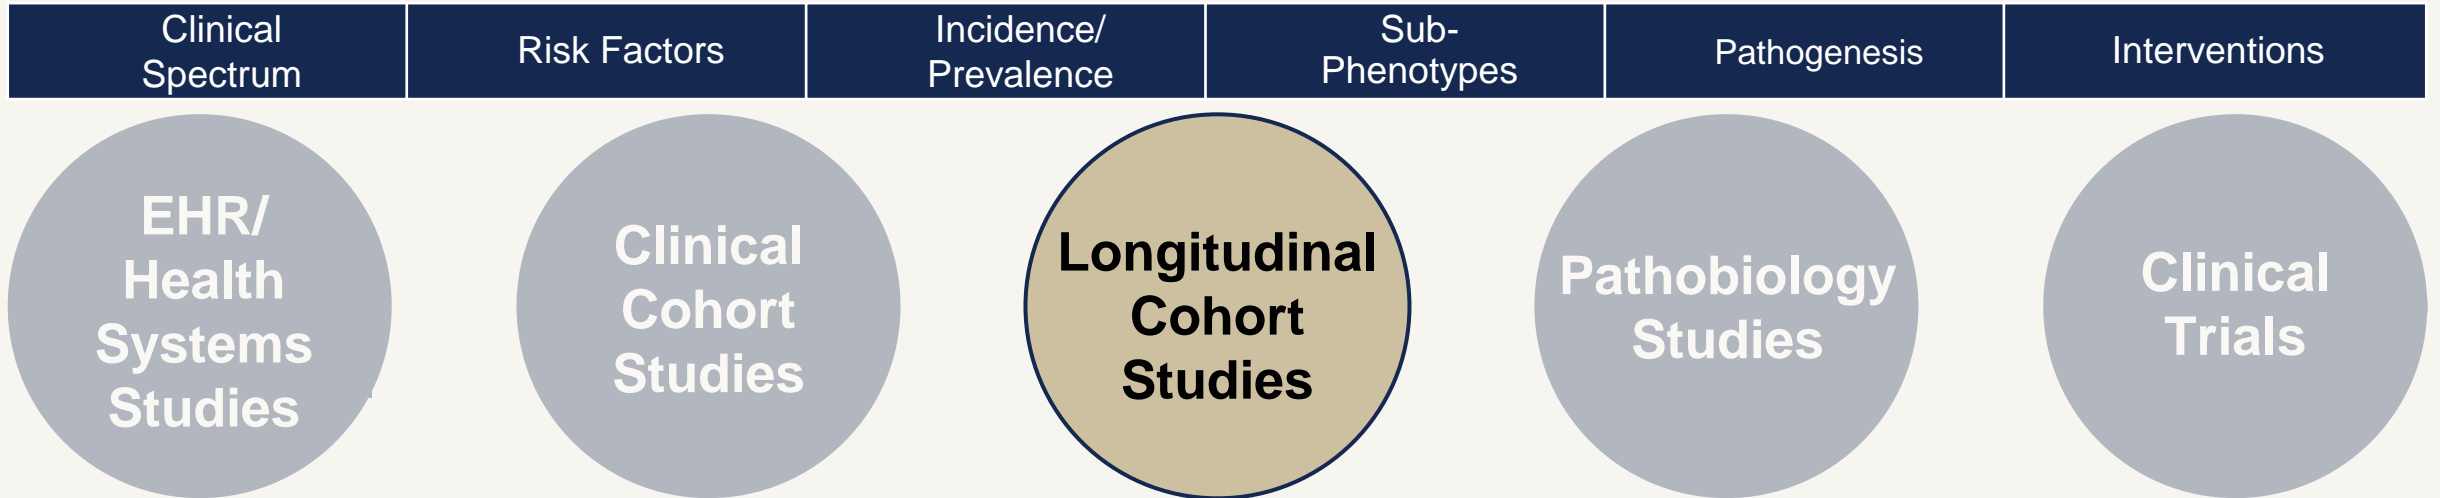 Clinical
Spectrum
Risk Factors
Incidence/
Prevalence
Sub-
Phenotypes
Pathogenesis
Interventions
EHR/
Health
Systems
Studies
Clinical
Cohort
Studies
Longitudinal
Cohort
Studies
Pathobiology
Studies
Clinical
Trials